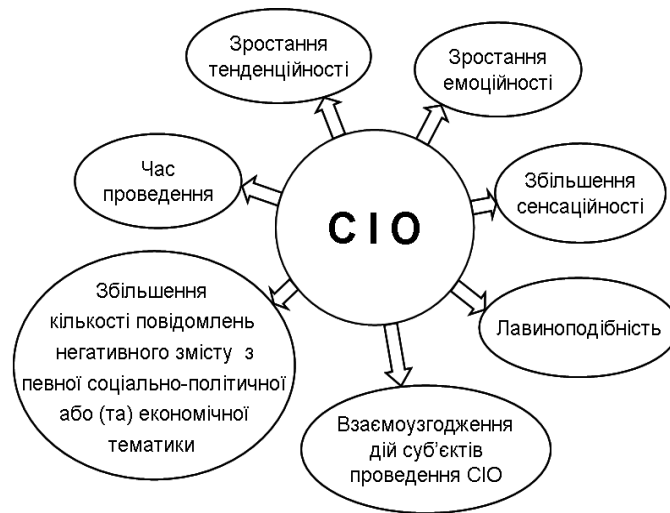 Зростання
тенденційності
Зростання
емоційності
Час
проведення
Збільшення
сенсаційності
С І О
Збільшення
кількості повідомлень
негативного змісту з
певної соціально-політичної
або (та) економічної
тематики
Лавиноподібність
Взаємоузгодження
дій суб'єктів
проведення СІО